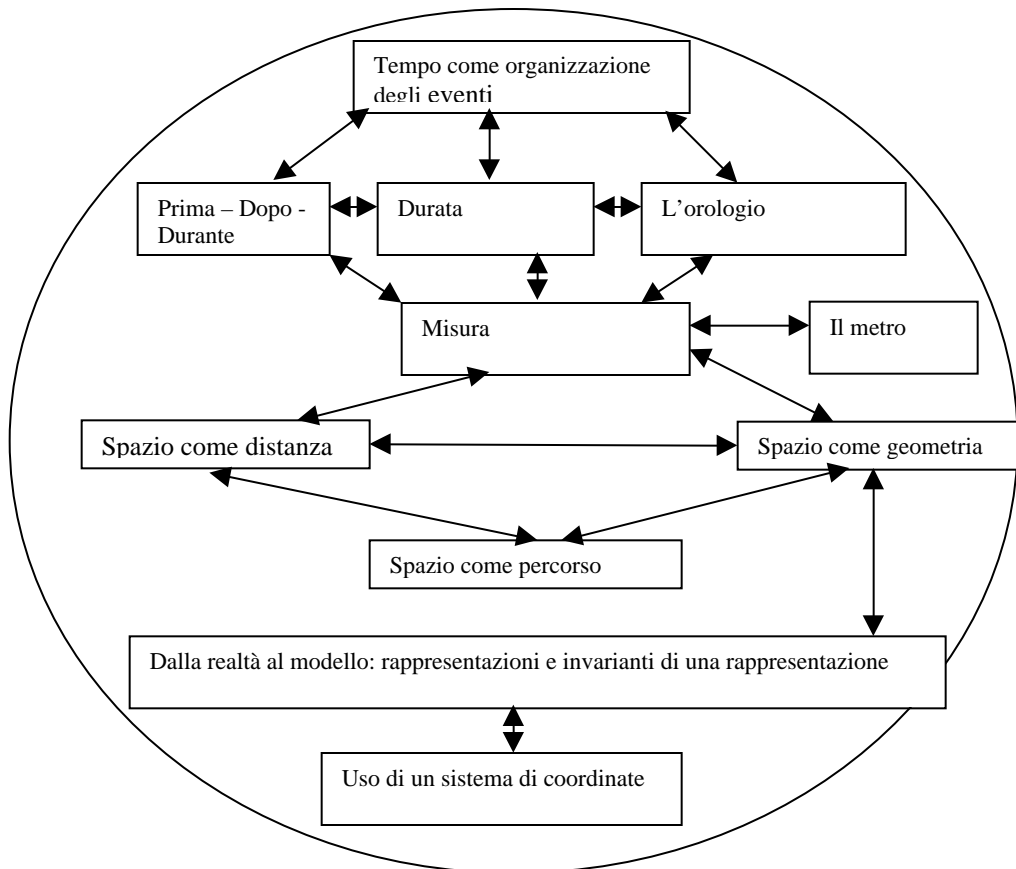 Tempo come organizzazione
degli eventi
Prima – Dopo -
Durante
Durata
L'orologio
Misura
Il metro
Spazio come distanza
Spazio come geometria
Spazio come percorso
Dalla realtà al modello: rappresentazioni e invarianti di una rappresentazione
Uso di un sistema di coordinate